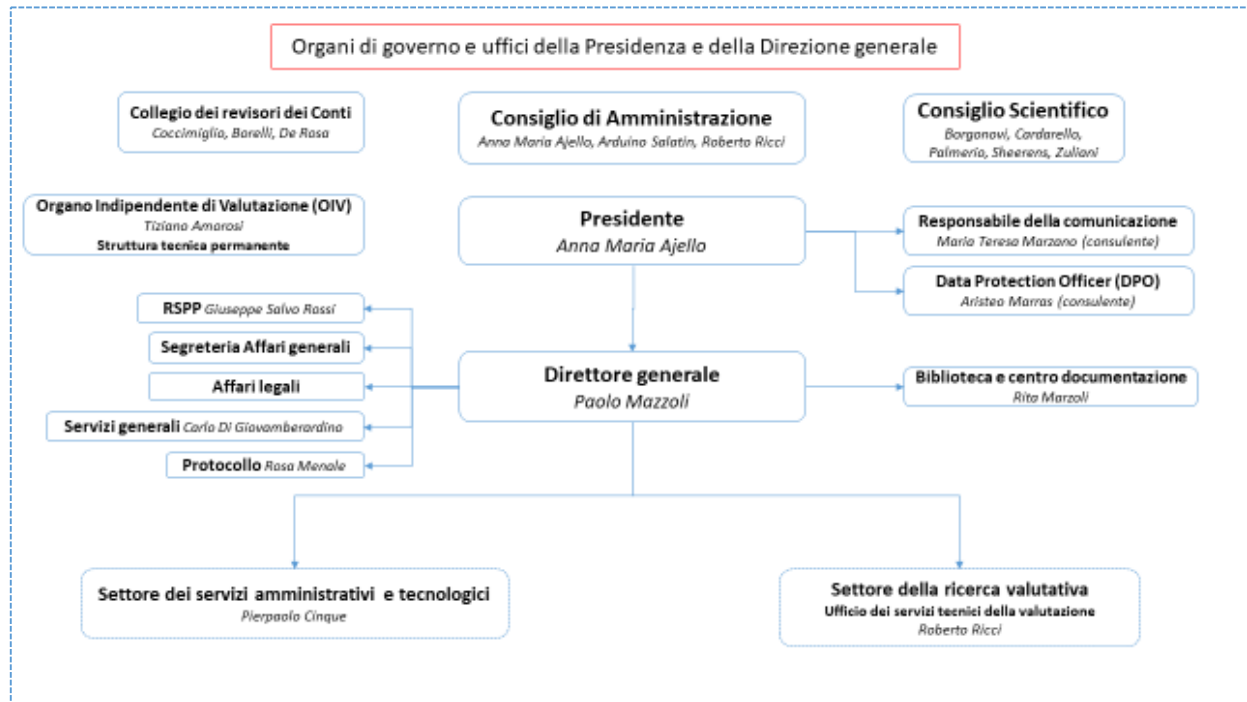 Organi di governo e uffici della Presidenza e della Direzione generale
Collegio dei revisori dei Conti
Coccimiglio, Borelli, De Rosa
Consiglio di Amministrazione
Anna Maria Ajello, Arduino Salatin, Roberto Ricci
Consiglio Scientifico
Borgonovi, Cardarello,
Palmerio, Sheerens, Zuliani
Organo Indipendente di Valutazione (OIV)
Tiziano Amorosi
Struttura tecnica permanente
Presidente
Anna Maria Ajello
Responsabile della comunicazione
Maria Teresa Marzano (consulente)
Data Protection Officer (DPO)
Aristeo Marras (consulente)
RSPP Giuseppe Salvo Rossi
Segreteria Affari generali
Affari legali
Servizi generali Carlo Di Giovamberardino
Protocollo Rosa Menale
Direttore generale
Paolo Mazzoli
Biblioteca e centro documentazione
Rita Marzoli
Settore dei servizi amministrativi e tecnologici
Pierpaolo Cinque
Settore della ricerca valutativa
Ufficio dei servizi tecnici della valutazione
Roberto Ricci